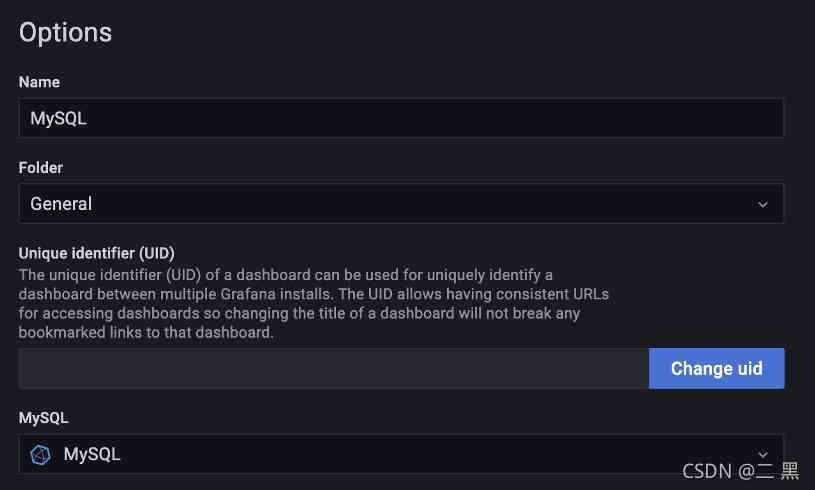 Options
Name
MySQL
Folder
General
Unique identifier (UID)
The unique identifier (UID) of a dashboard can be used for uniquely identify a
dashboard between multiple Grafana installs. The UID allows having consistent URLs
for accessing dashboards so changing the title of a dashboard will not break any
bookmarked links to that dashboard.
Change uid
MySQL
MySQL
CSDN @二 黑